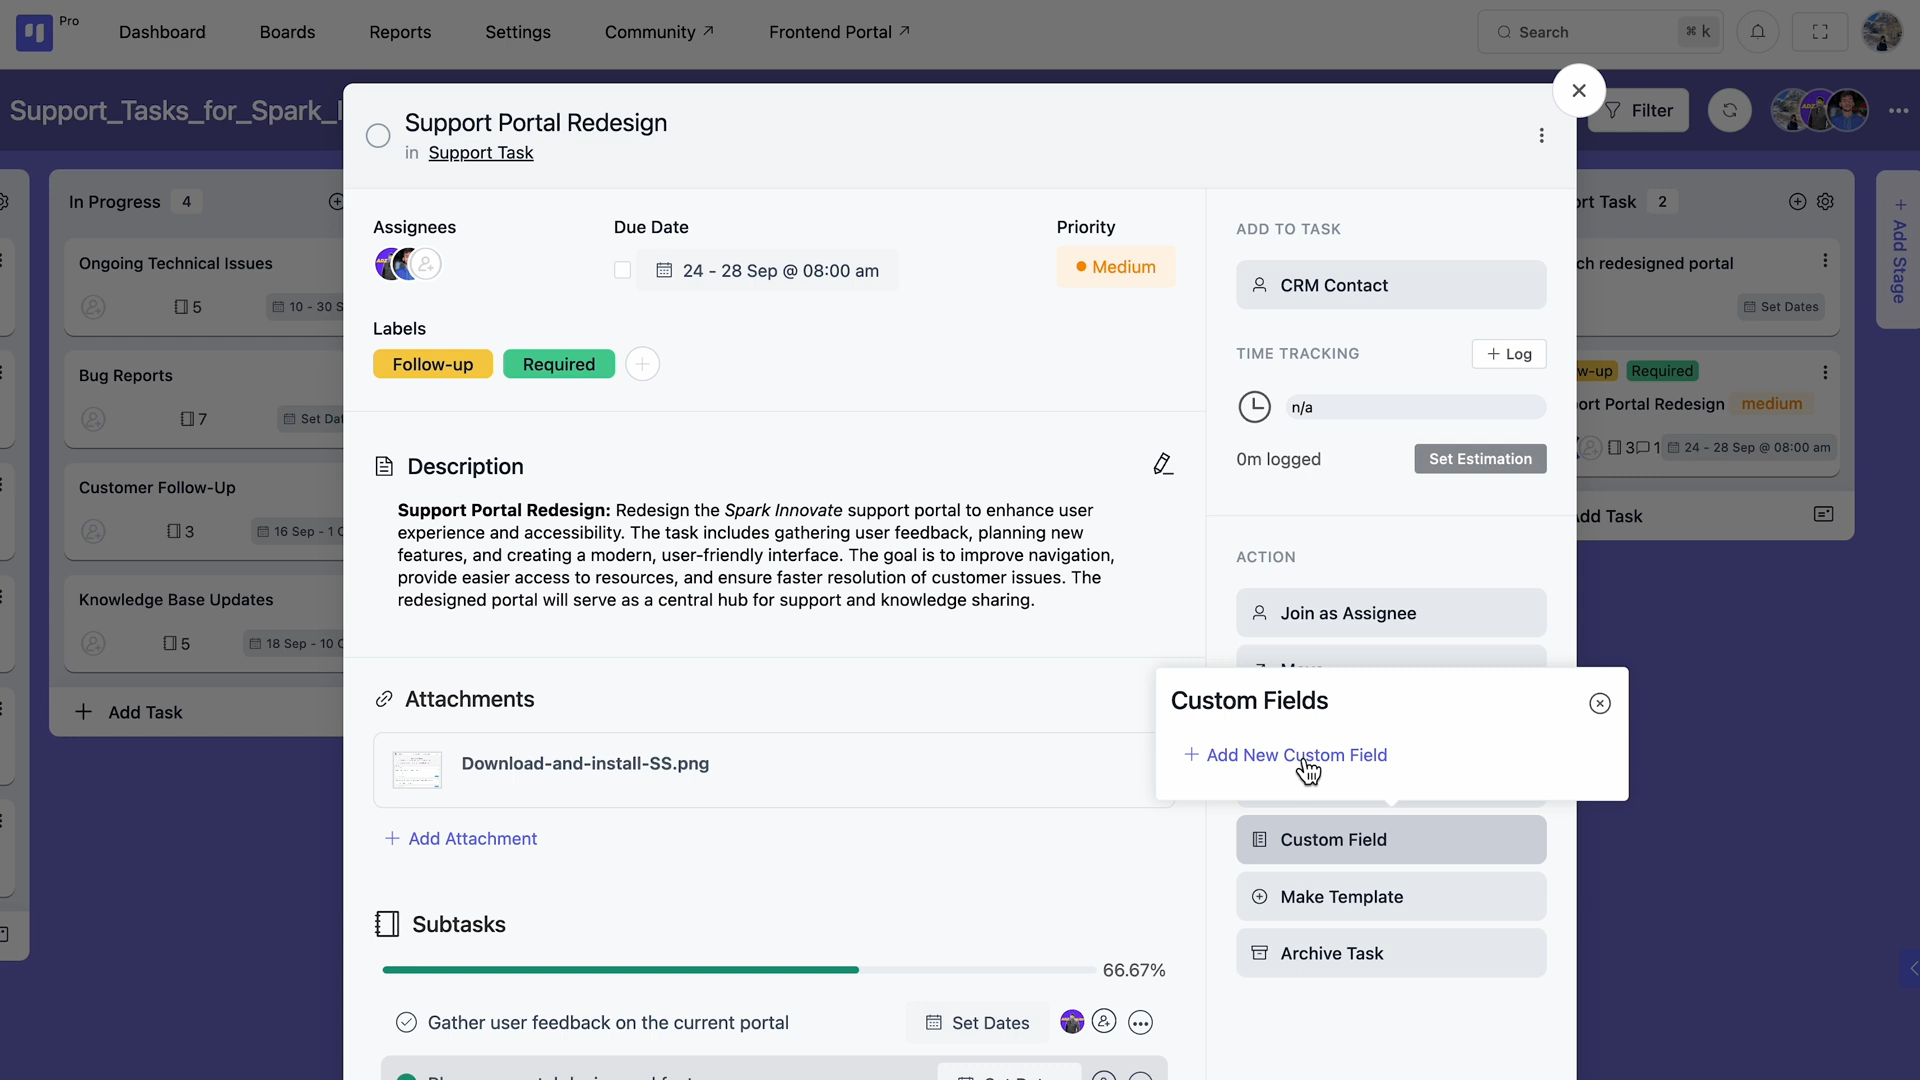 Pro
Dashboard
Boards
Reports
Settings
Community ↗
Frontend Portal ↗
Search
⌘ k
Support_Tasks_for_Spark_I
Filter
In Progress 4
Ongoing Technical Issues
5
10 - 30 S
Bug Reports
7
Set Dat
Customer Follow-Up
3
16 Sep - 1 O
Knowledge Base Updates
5
18 Sep - 10 O
+ Add Task
Support Portal Redesign
in Support Task
Assignees
Due Date
24 - 28 Sep @ 08:00 am
Priority
Medium
Labels
Follow-up
Required
Description
Support Portal Redesign: Redesign the Spark Innovate support portal to enhance user
experience and accessibility. The task includes gathering user feedback, planning new
features, and creating a modern, user-friendly interface. The goal is to improve navigation,
provide easier access to resources, and ensure faster resolution of customer issues. The
redesigned portal will serve as a central hub for support and knowledge sharing.
Attachments
Download-and-install-SS.png
+ Add Attachment
Subtasks
66.67%
Gather user feedback on the current portal
Set Dates
ADD TO TASK
CRM Contact
TIME TRACKING
+ Log
n/a
0m logged
Set Estimation
ACTION
Join as Assignee
Custom Fields
+ Add New Custom Field
Custom Field
Make Template
Archive Task
ort Task 2
ch redesigned portal
Set Dates
w-up
Required
ort Portal Redesign
medium
3
1
24 - 28 Sep @ 08:00 am
dd Task
+ Add Stage